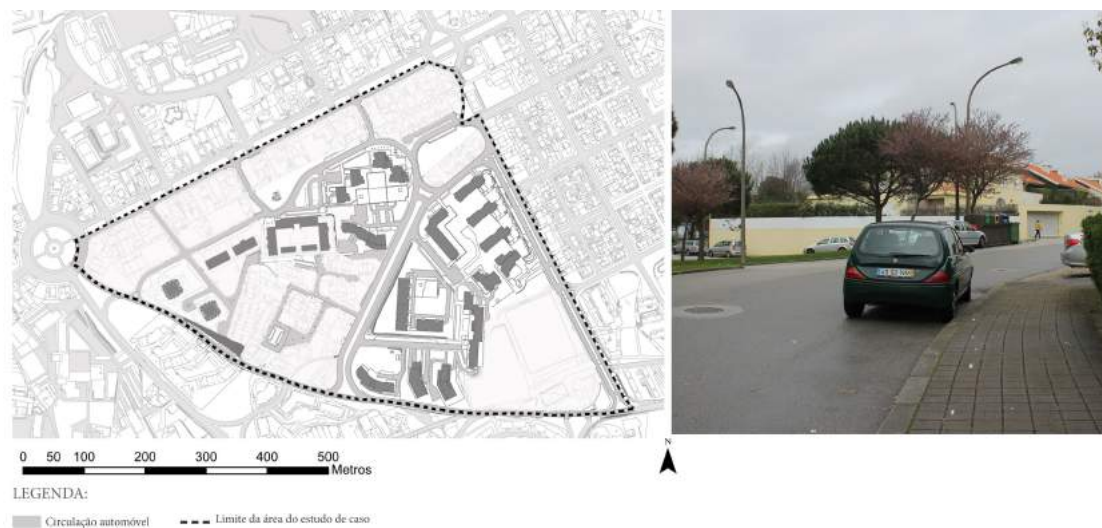 0 50 100 200 300 400 500
Metros
N
LEGENDA:
Circulação automóvel Limite da área do estudo de caso